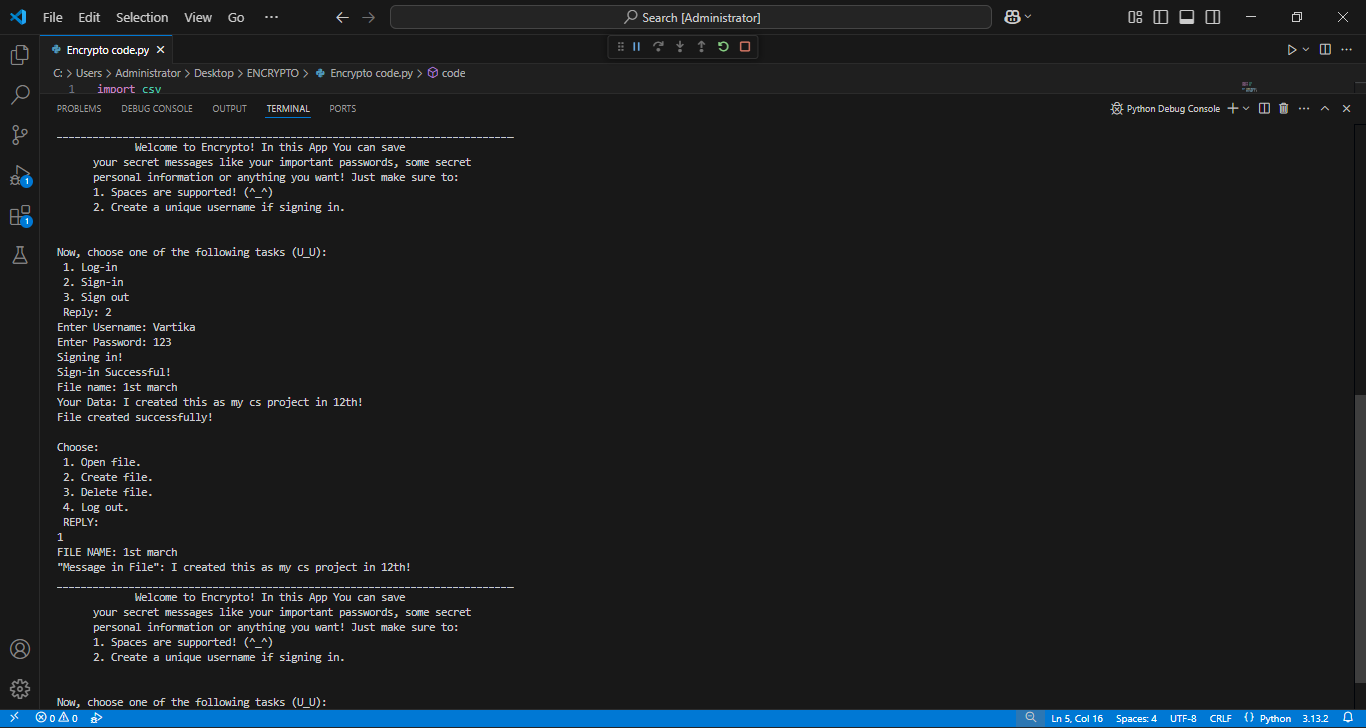 File Edit Selection View Go ··· Search [Administrator]
Encrypto code.py
C: > Users > Administrator > Desktop > ENCRYPTO > Encrypto code.py > code
1 import csv
PROBLEMS DEBUG CONSOLE OUTPUT TERMINAL PORTS Python Debug Console
Welcome to Encrypto! In this App You can save
your secret messages like your important passwords, some secret
personal information or anything you want! Just make sure to:
1. Spaces are supported! (^_^)
2. Create a unique username if signing in.
Now, choose one of the following tasks (U_U):
1. Log-in
2. Sign-in
3. Sign out
Reply: 2
Enter Username: Vartika
Enter Password: 123
Signing in!
Sign-in Successful!
File name: 1st march
Your Data: I created this as my cs project in 12th!
File created successfully!
Choose:
1. Open file.
2. Create file.
3. Delete file.
4. Log out.
REPLY:
1
FILE NAME: 1st march
"Message in File": I created this as my cs project in 12th!
Welcome to Encrypto! In this App You can save
your secret messages like your important passwords, some secret
personal information or anything you want! Just make sure to:
1. Spaces are supported! (^_^)
2. Create a unique username if signing in.
Now, choose one of the following tasks (U_U):
1
1
0 0 Ln 5, Col 16 Spaces: 4 UTF-8 CRLF {} Python 3.13.2